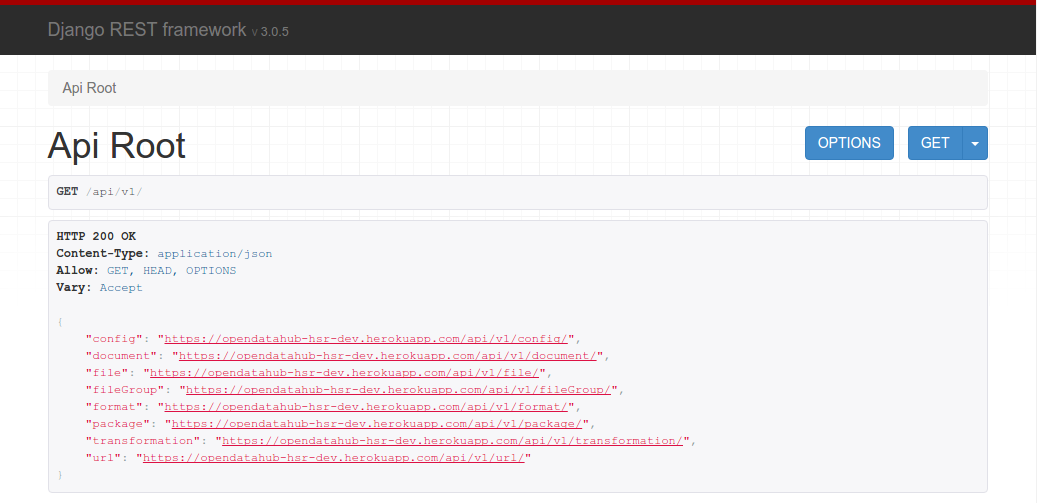 Django REST framework v 3.0.5
Api Root
Api Root
OPTIONS
GET
GET /api/v1/
HTTP 200 OK
Content-Type: application/json
Allow: GET, HEAD, OPTIONS
Vary: Accept
{
"config": "https://opendatahub-hsr-dev.herokuapp.com/api/v1/config/",
"document": "https://opendatahub-hsr-dev.herokuapp.com/api/v1/document/",
"file": "https://opendatahub-hsr-dev.herokuapp.com/api/v1/file/",
"fileGroup": "https://opendatahub-hsr-dev.herokuapp.com/api/v1/fileGroup/",
"format": "https://opendatahub-hsr-dev.herokuapp.com/api/v1/format/",
"package": "https://opendatahub-hsr-dev.herokuapp.com/api/v1/package/",
"transformation": "https://opendatahub-hsr-dev.herokuapp.com/api/v1/transformation/",
"url": "https://opendatahub-hsr-dev.herokuapp.com/api/v1/url/"
}